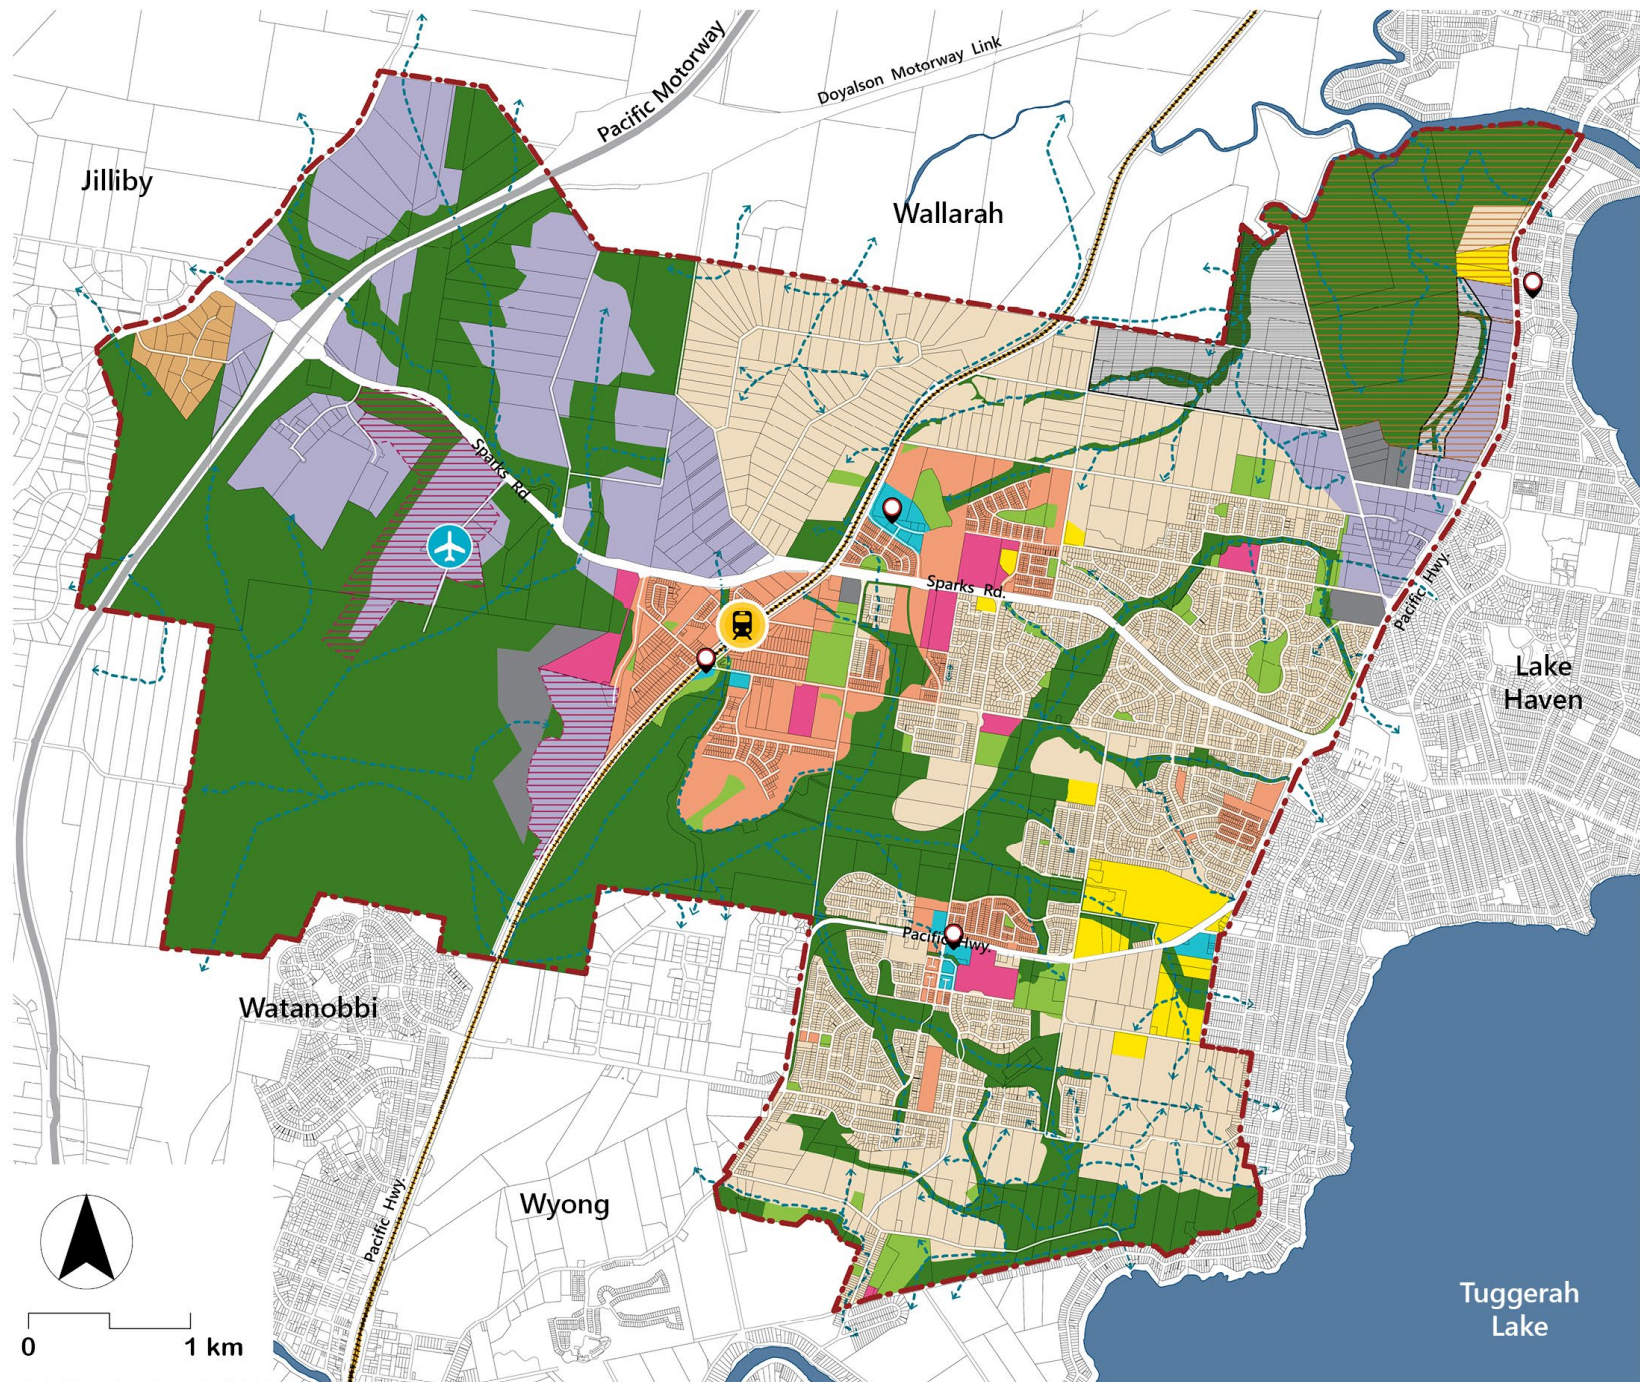 Pacific Motorway
Doyalson Motorway Link
Jilliby
Wallarah
Sparks Rd
Sparks Rd.
Pacific Hwy.
Lake
Haven
Pacific Hwy.
Watanobbi
Wyong
Pacific Hwy.
Tuggerah
Lake
0 1 km